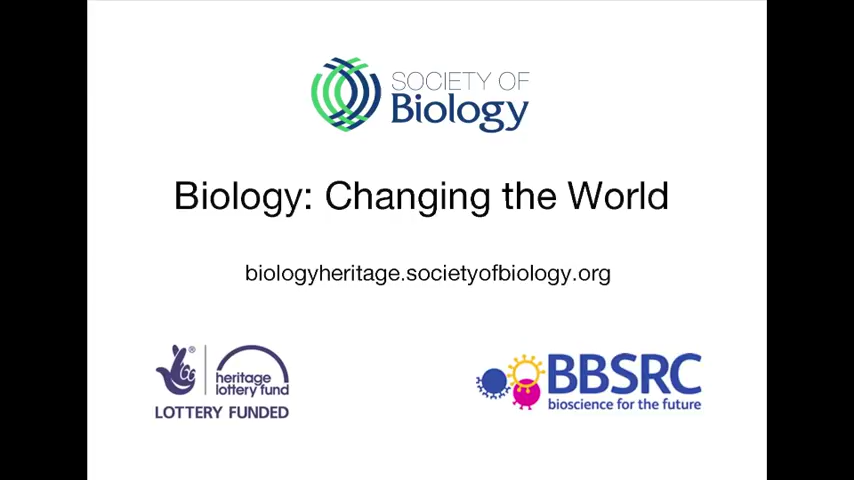 SOCIETY OF
Biology
Biology: Changing the World
biologyheritage.societyofbiology.org
®
heritage
lottery fund
LOTTERY FUNDED
BBSRC
bioscience for the future